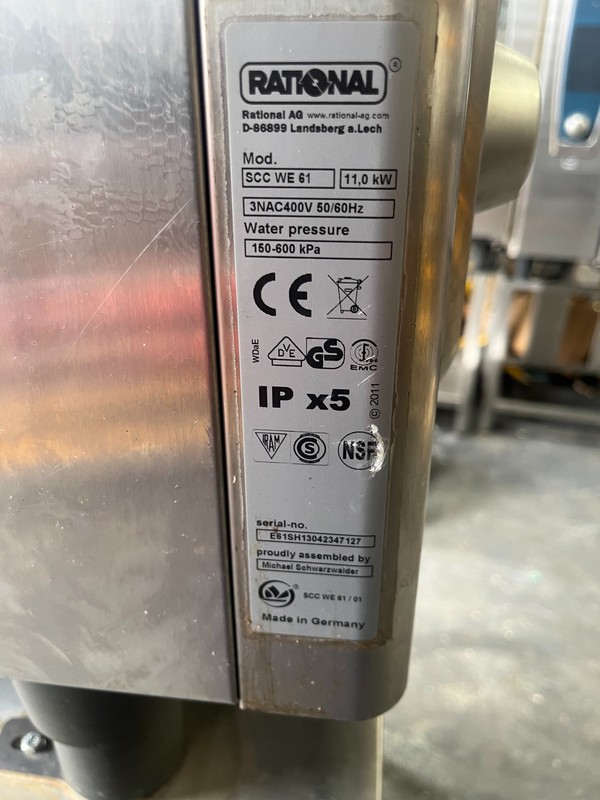 RATIONAL ®
Rational AG www.rational-ag.com
D-86899 Landsberg a.Lech
Mod.
SCC WE 61 11,0 kW
3NAC400V 50/60Hz
Water pressure
150-600 kPa
CE
WDaE DVE GS EMC
IP x5 © 2011
IRAM S NSF
serial-no.
E61SH13042347127
proudly assembled by
Michael Schwarzwalder
® SCC WE 61 / 01
Made in Germany